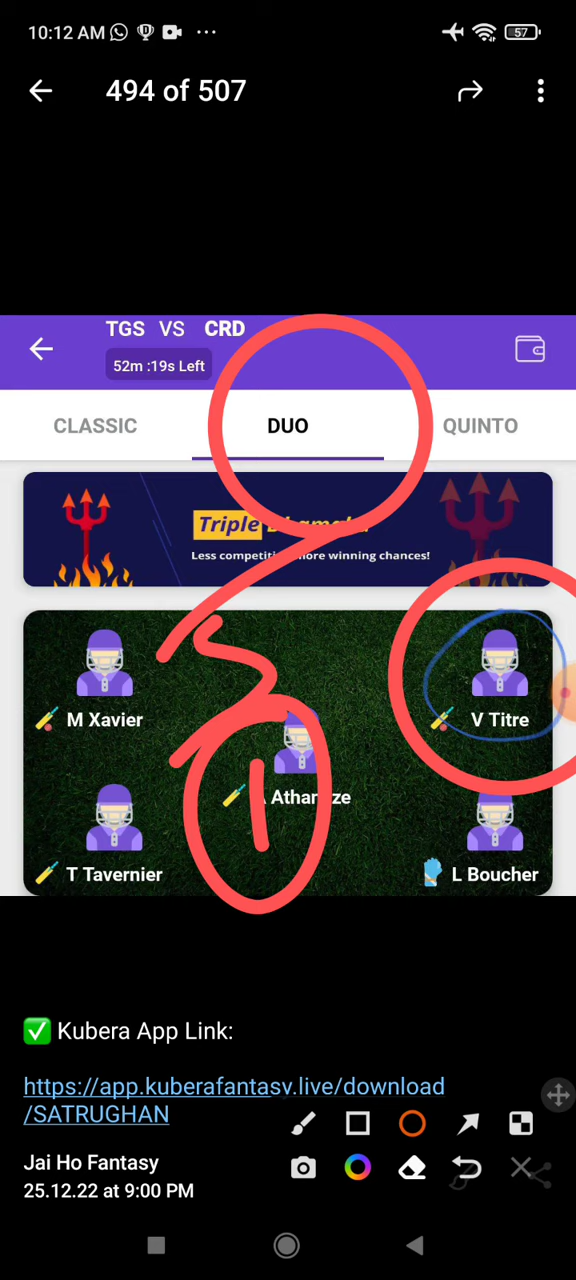 10:12 AM ... 57
494 of 507
TGS VS CRD
52m :19s Left
CLASSIC DUO QUINTO
Triple
Less more winning chances!
M Xavier V Titre
T Tavernier L Boucher
1
✅ Kubera App Link:
https://app.kuberafantasy.live/download
/SATRUGHAN
Jai Ho Fantasy
25.12.22 at 9:00 PM